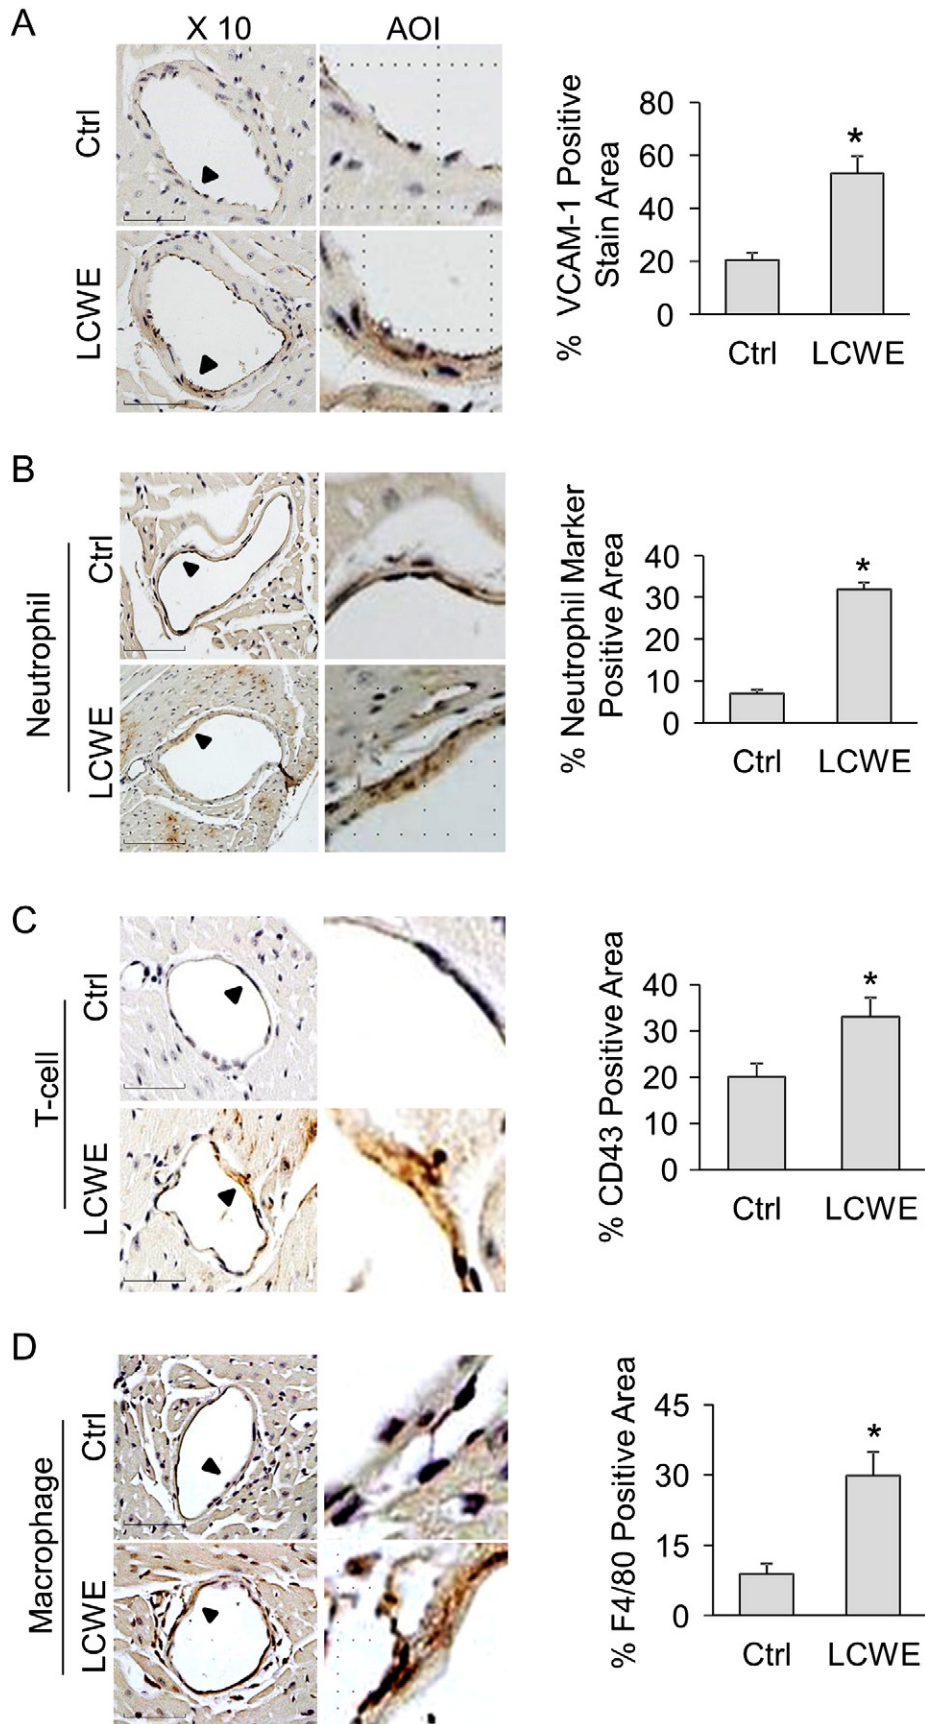 A
X 10
AOI
Ctrl
LCWE
% VCAM-1 Positive
Stain Area
80
60
40
20
0
*
Ctrl
LCWE
B
Neutrophil
Ctrl
LCWE
% Neutrophil Marker
Positive Area
40
30
20
10
0
*
Ctrl
LCWE
C
T-cell
Ctrl
LCWE
% CD43 Positive Area
40
30
20
10
0
*
Ctrl
LCWE
D
Macrophage
Ctrl
LCWE
% F4/80 Positive Area
45
30
15
0
*
Ctrl
LCWE